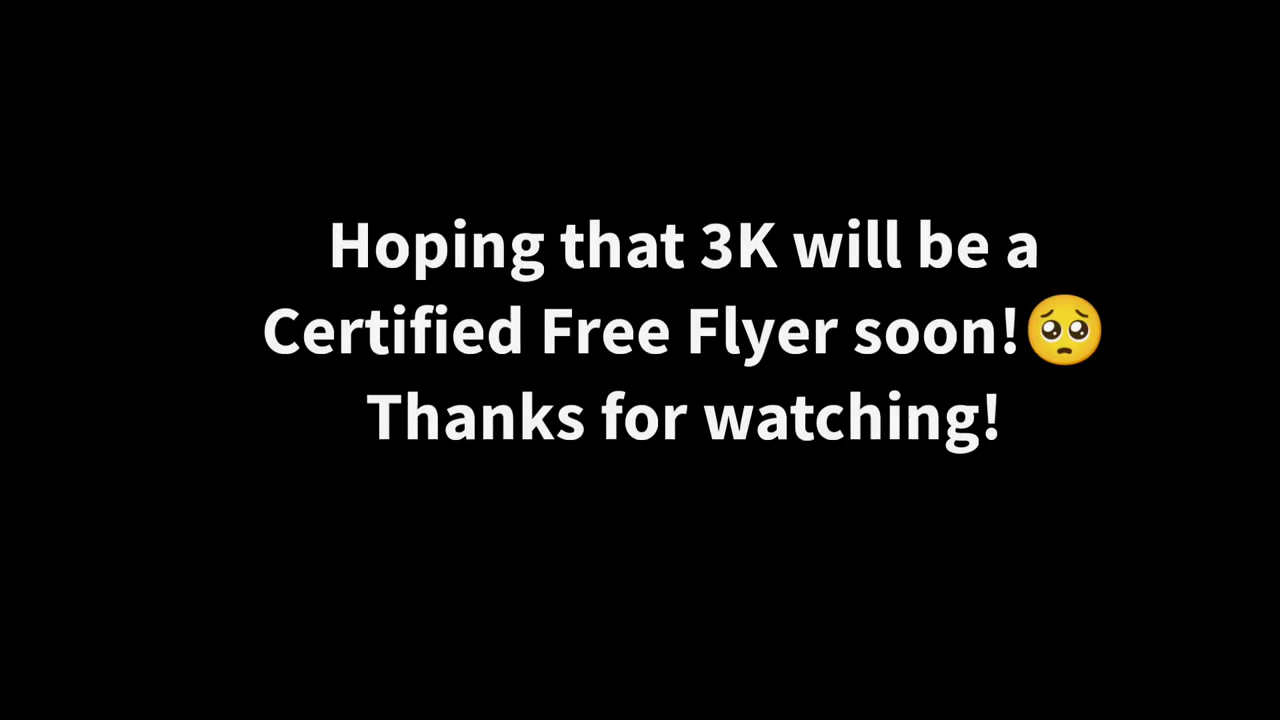 Hoping that 3K will be a
Certified Free Flyer soon!🥺
Thanks for watching!